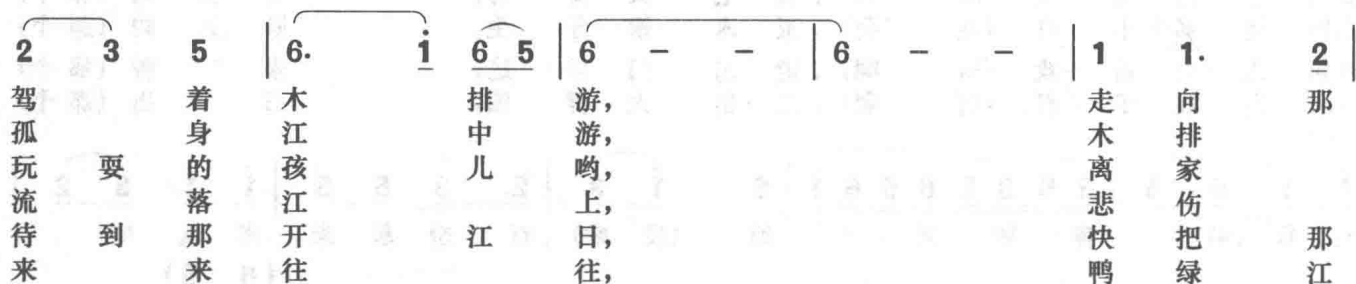 2 3 5 | 6. i̇ 6 5 | 6 – – | 6 – – | 1 1. 2 |
驾 着 木 排 游， 走 向 那
孤 身 江 中 游， 木 排
玩 耍 的 孩 儿 哟， 离 家
流 落 江 上， 悲 伤
待 到 那 开 江 日， 快 把 那
来 来 往 往， 鸭 绿 江